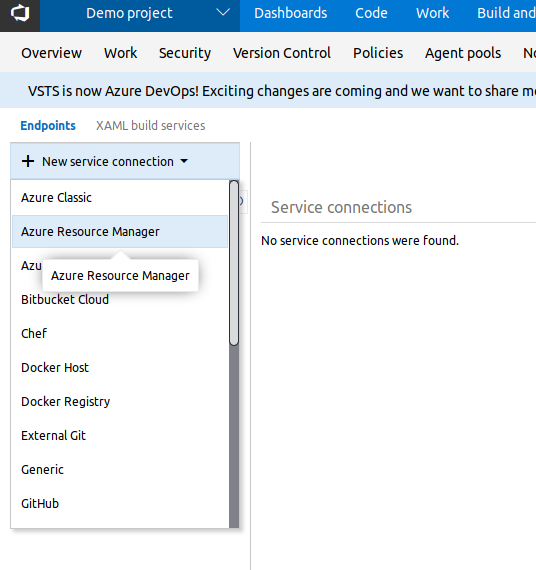 Demo project Dashboards Code Work Build and
Overview Work Security Version Control Policies Agent pools
VSTS is now Azure DevOps! Exciting changes are coming and we want to share
Endpoints XAML build services
+ New service connection
Azure Classic
Service connections
Azure Resource Manager
No service connections were found.
Azure Resource Manager
Bitbucket Cloud
Chef
Docker Host
Docker Registry
External Git
Generic
GitHub